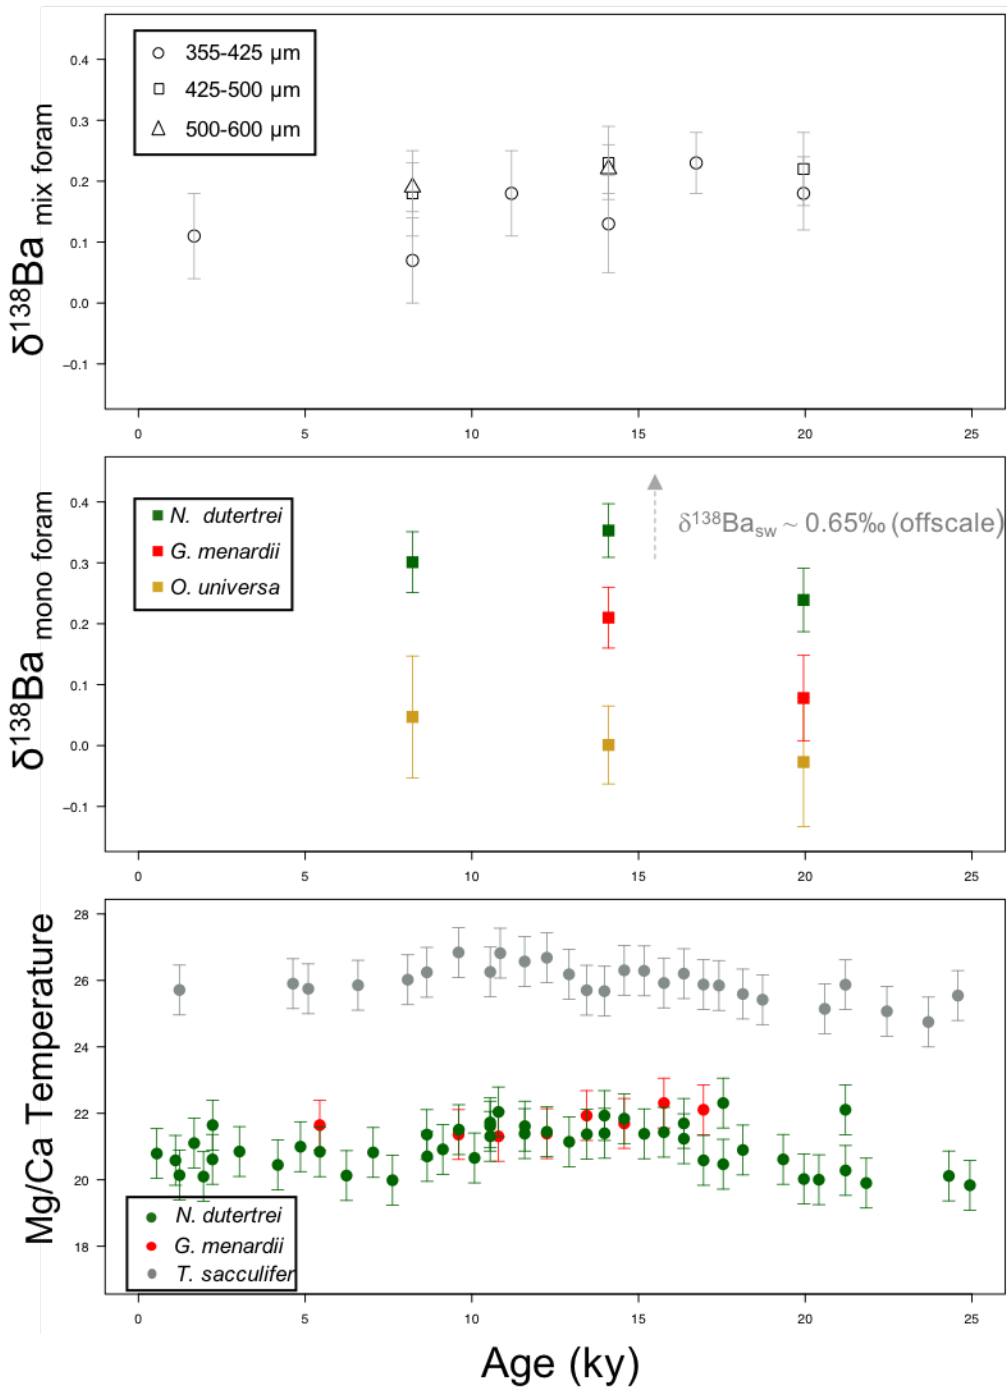 δ138Ba mix foram
355-425 µm
425-500 µm
500-600 µm
0.4
0.3
0.2
0.1
0.0
−0.1
0 5 10 15 20 25
δ138Ba mono foram
N. dutertrei
G. menardii
O. universa
δ138Basw ~ 0.65‰ (offscale)
0.4
0.3
0.2
0.1
0.0
−0.1
0 5 10 15 20 25
Mg/Ca Temperature
28
26
24
22
20
18
N. dutertrei
G. menardii
T. sacculifer
0 5 10 15 20 25
Age (ky)